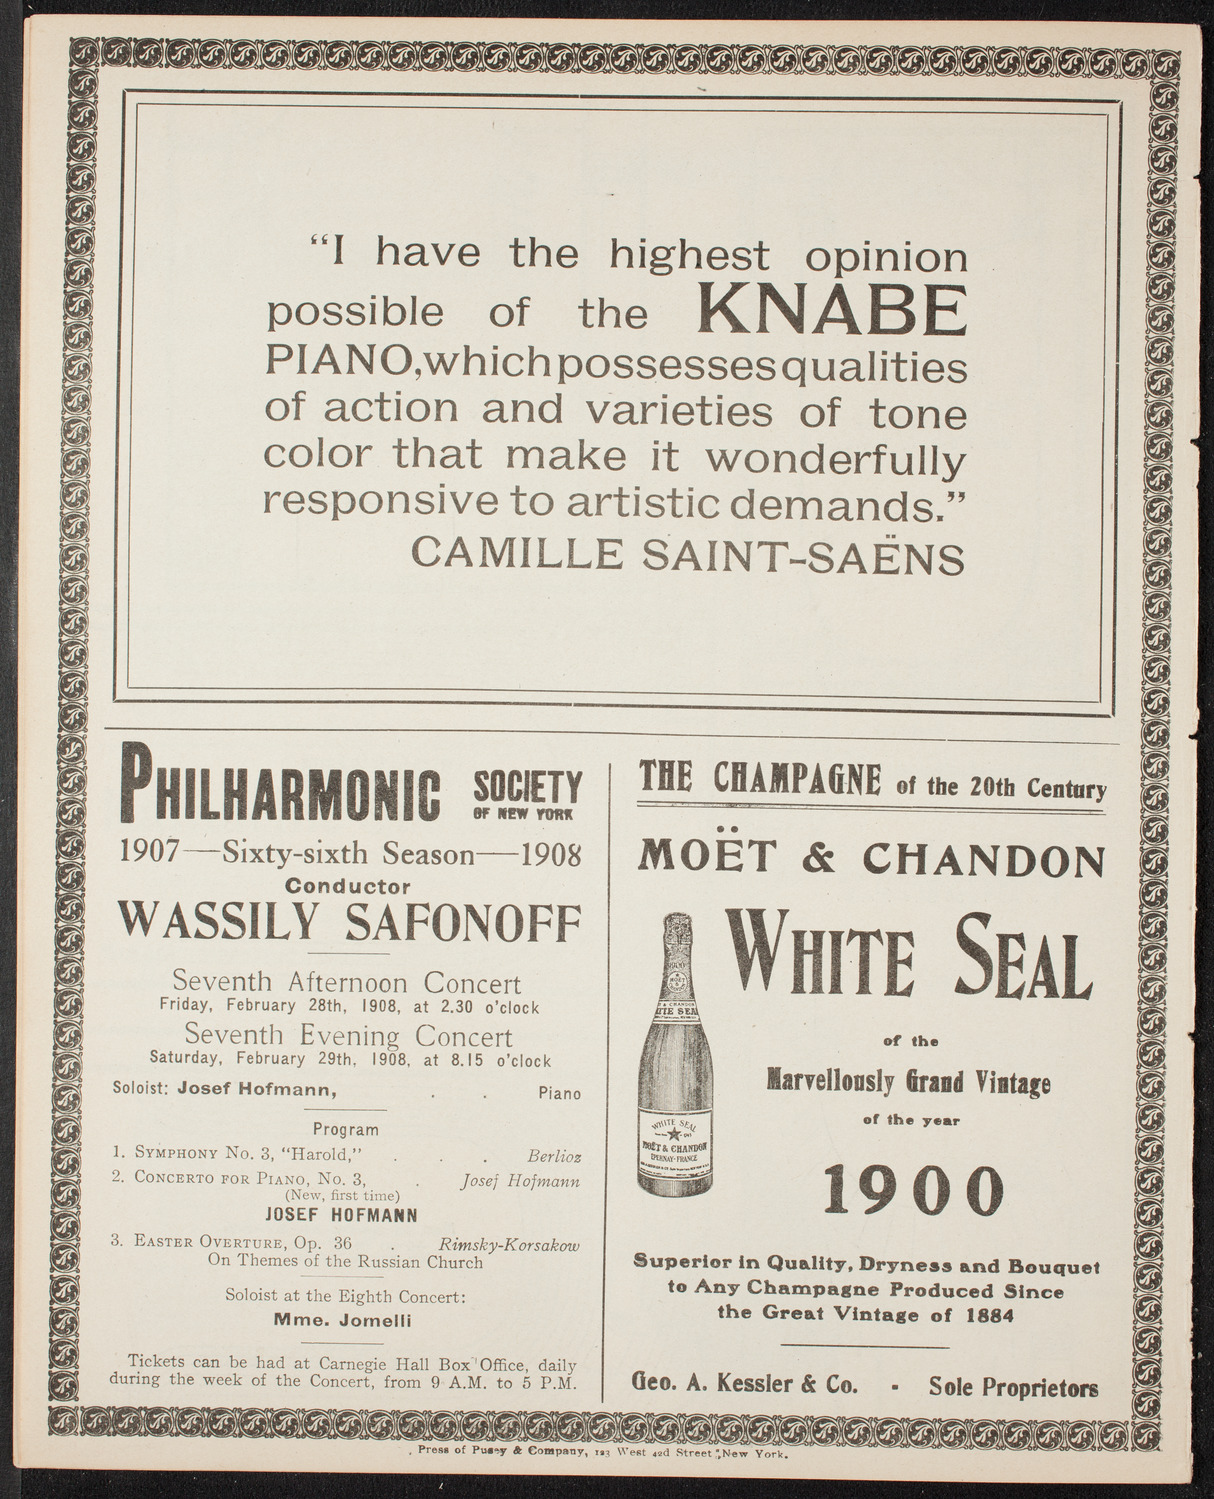 “I have the highest opinion
possible of the KNABE
PIANO, which possesses qualities
of action and varieties of tone
color that make it wonderfully
responsive to artistic demands.”
CAMILLE SAINT-SAËNS
PHILHARMONIC SOCIETY
OF NEW YORK
1907—Sixty-sixth Season—1908
Conductor
WASSILY SAFONOFF
Seventh Afternoon Concert
Friday, February 28th, 1908, at 2.30 o'clock
Seventh Evening Concert
Saturday, February 29th, 1908, at 8.15 o'clock
Soloist: Josef Hofmann, . . Piano
Program
1. SYMPHONY No. 3, “Harold,” . . . Berlioz
2. CONCERTO FOR PIANO, No. 3, . Josef Hofmann
(New, first time)
JOSEF HOFMANN
3. EASTER OVERTURE, Op. 36 . Rimsky-Korsakow
On Themes of the Russian Church
Soloist at the Eighth Concert:
Mme. Jomelli
Tickets can be had at Carnegie Hall Box Office, daily
during the week of the Concert, from 9 A.M. to 5 P.M.
THE CHAMPAGNE of the 20th Century
MOËT & CHANDON
WHITE SEAL
of the
Marvellously Grand Vintage
of the year
1900
Superior in Quality, Dryness and Bouquet
to Any Champagne Produced Since
the Great Vintage of 1884
Geo. A. Kessler & Co. - Sole Proprietors
WHITE SEAL
MOËT & CHANDON
EPERNAY-FRANCE
Press of Pusey & Company, 123 West 42d Street, New York.